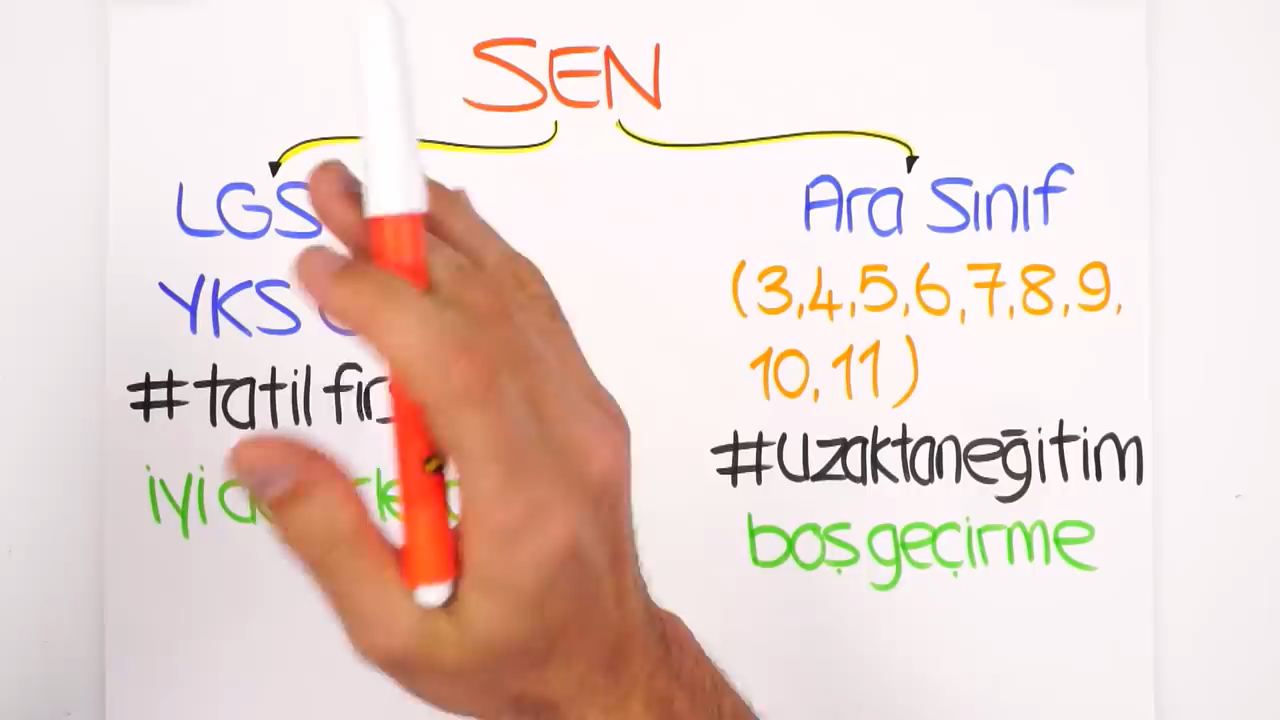 SEN
LGS
YKS
#tatil
iyi
Ara Sınıf
(3,4,5,6,7,8,9,
10,11)
#uzaktaneğitim
boş geçirme